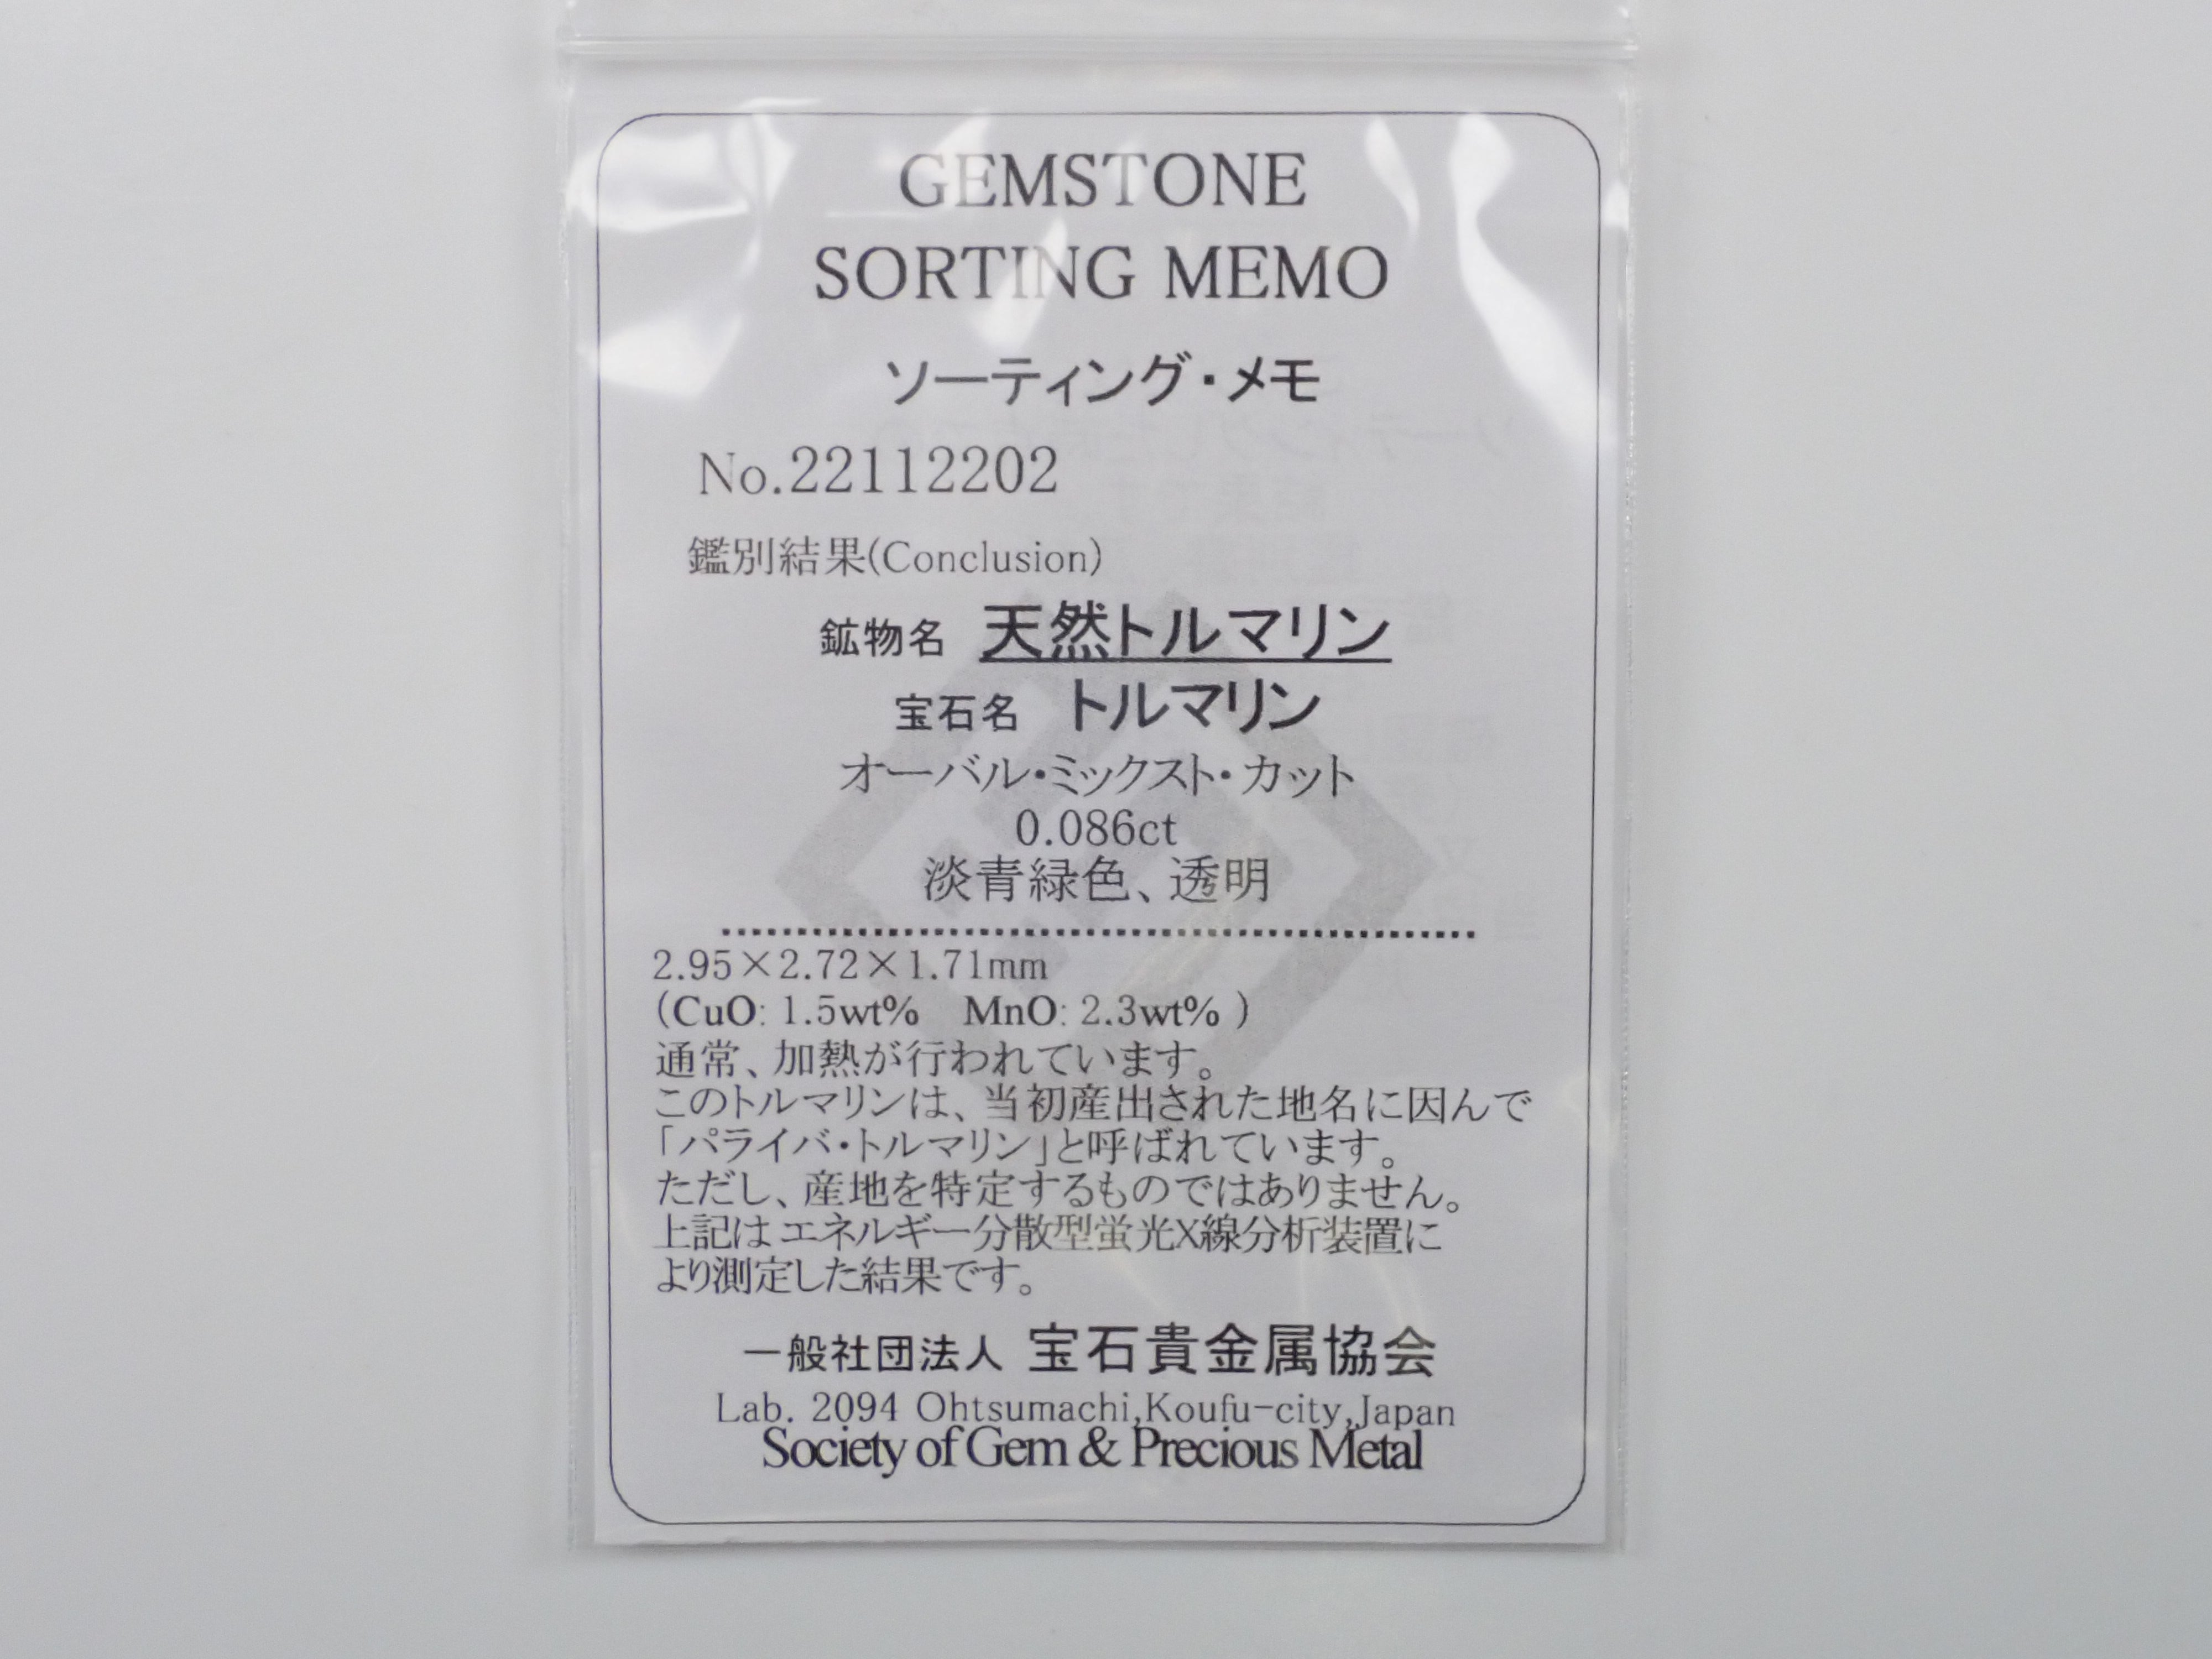 GEMSTONE
SORTING MEMO
ソーティング・メモ
No.22112202
鑑別結果(Conclusion)
鉱物名 天然トルマリン
宝石名 トルマリン
オーバル・ミックスト・カット
0.086ct
淡青緑色、透明
2.95×2.72×1.71mm
(CuO: 1.5wt% MnO: 2.3wt% )
通常、加熱が行われています。
このトルマリンは、当初産出された地名に因んで
「パライバ・トルマリン」と呼ばれています。
ただし、産地を特定するものではありません。
上記はエネルギー分散型蛍光X線分析装置に
より測定した結果です。
一般社団法人 宝石貴金属協会
Lab. 2094 Ohtsumachi,Koufu-city,Japan
Society of Gem & Precious Metal